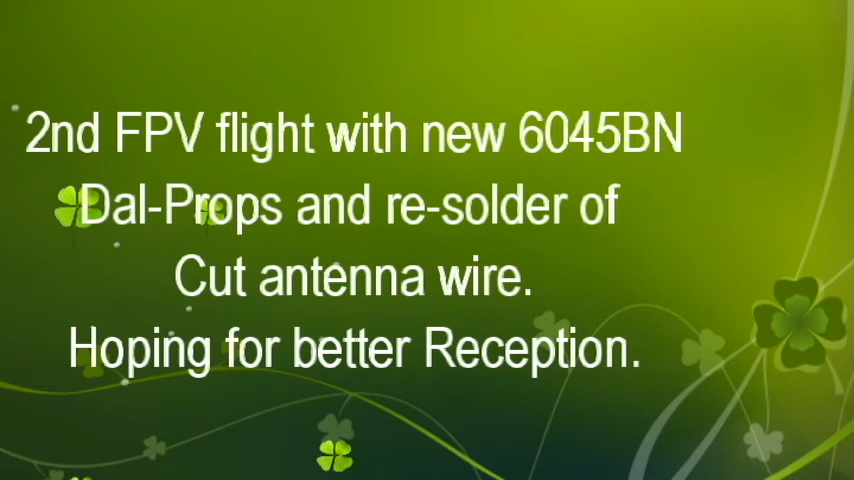 2nd FPV flight with new 6045BN
Dal-Props and re-solder of
Cut antenna wire.
Hoping for better Reception.